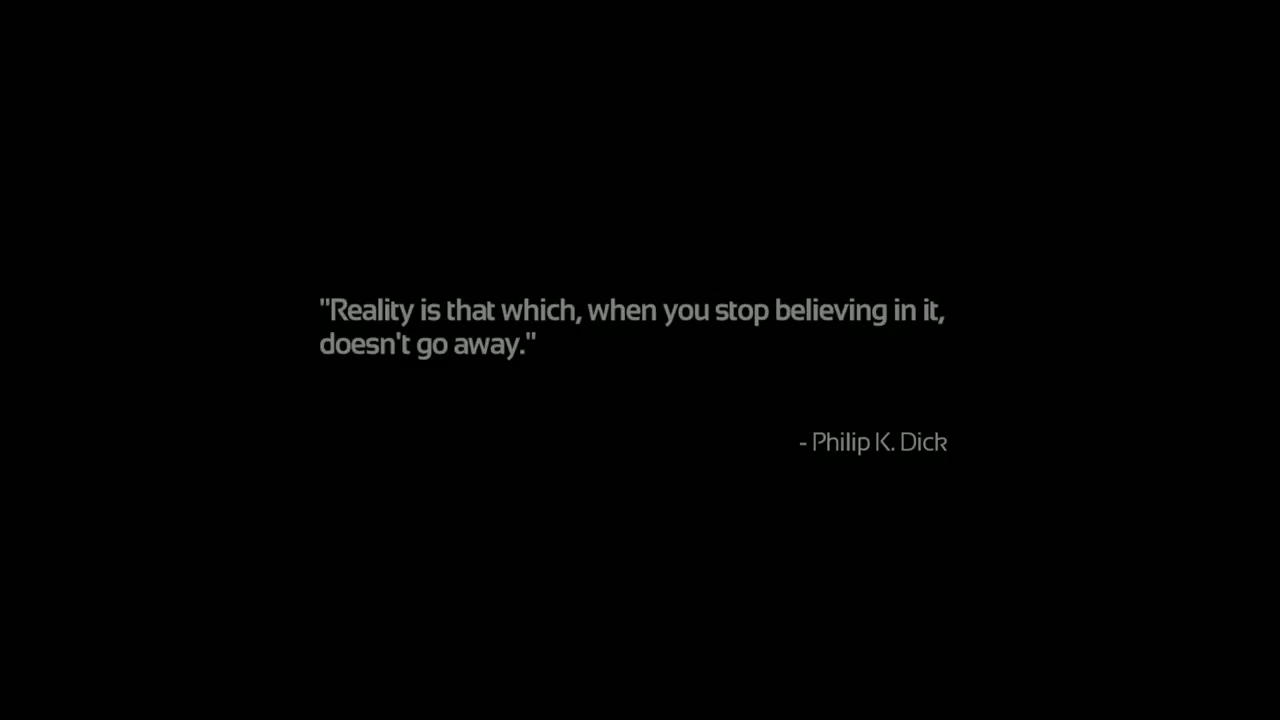 "Reality is that which, when you stop believing in it,
doesn't go away."
- Philip K. Dick